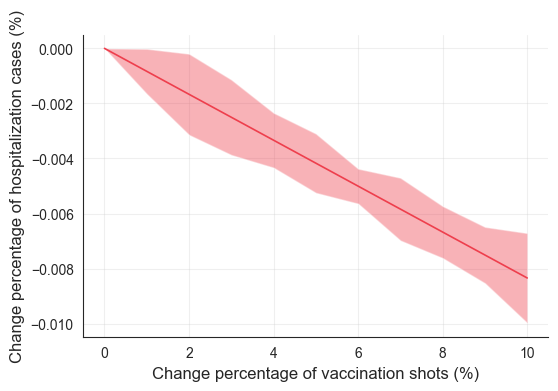 Change percentage of hospitalization cases (%)
0.000
−0.002
−0.004
−0.006
−0.008
−0.010
0 2 4 6 8 10
Change percentage of vaccination shots (%)